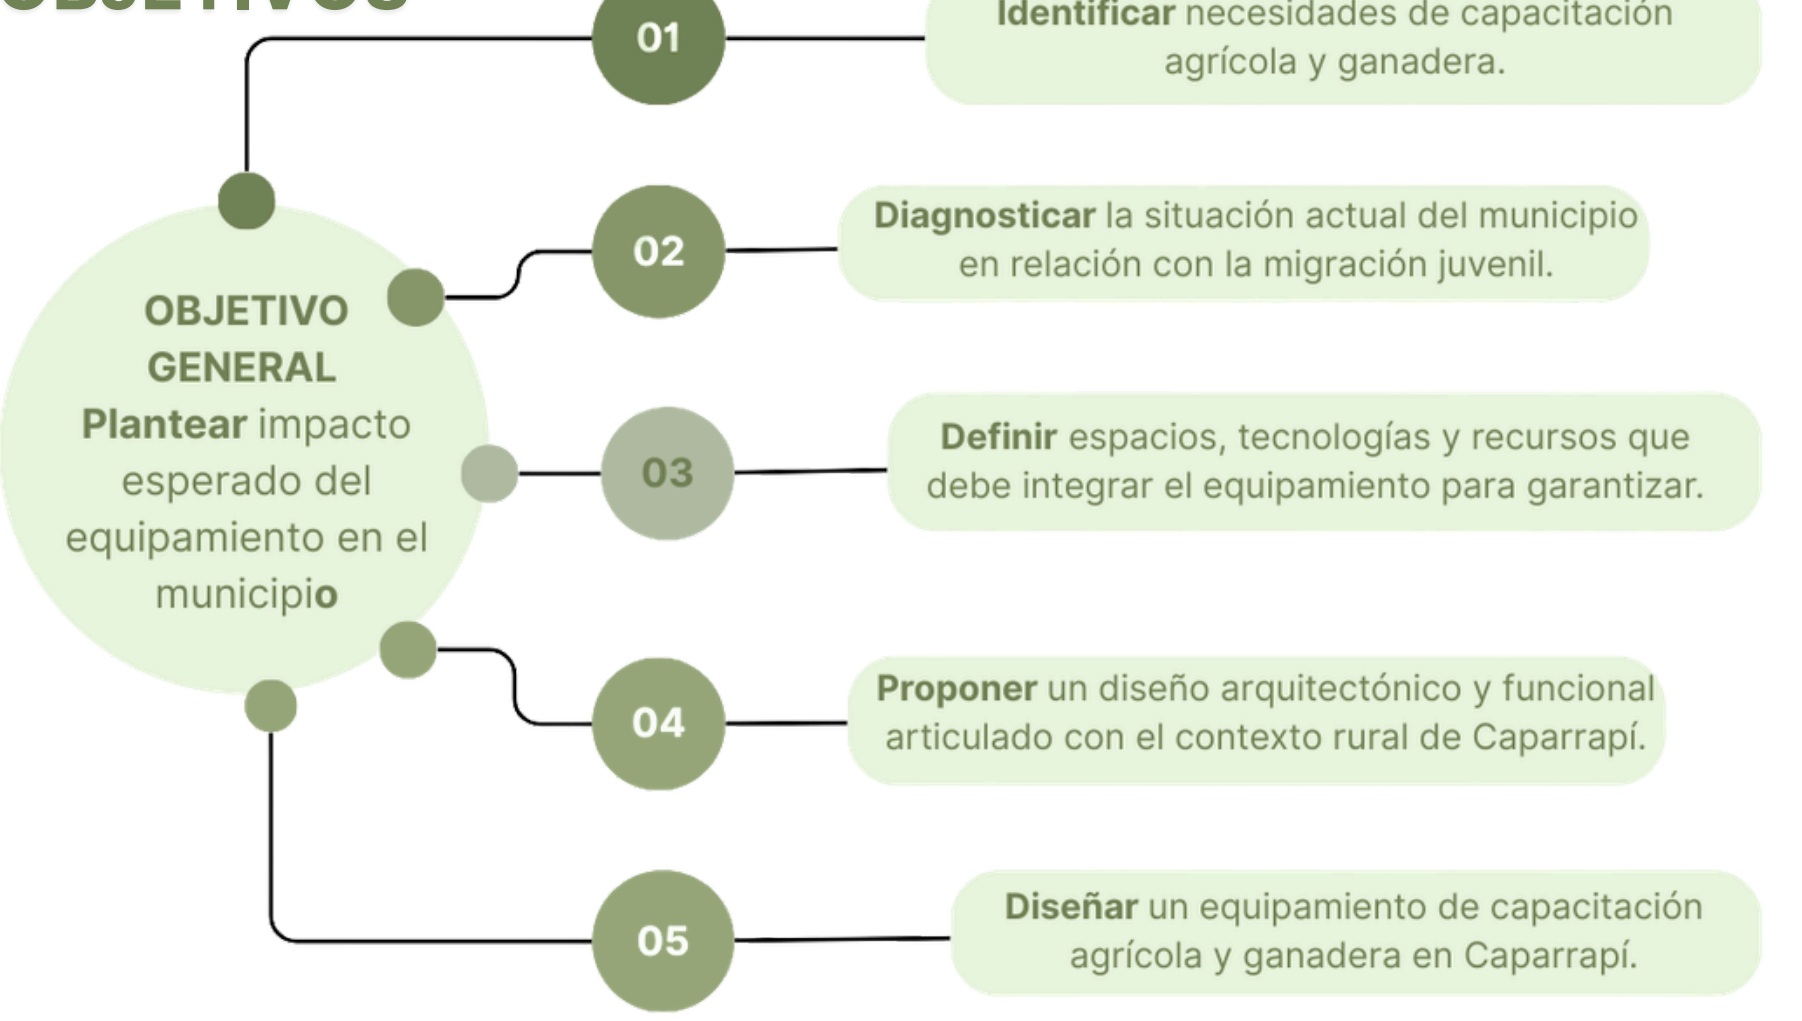 OBJETIVOS
01
Identificar necesidades de capacitación
agrícola y ganadera.
02
Diagnosticar la situación actual del municipio
en relación con la migración juvenil.
OBJETIVO
GENERAL
Plantear impacto
esperado del
equipamiento en el
municipio
03
Definir espacios, tecnologías y recursos que
debe integrar el equipamiento para garantizar.
04
Proponer un diseño arquitectónico y funcional
articulado con el contexto rural de Caparrapí.
05
Diseñar un equipamiento de capacitación
agrícola y ganadera en Caparrapí.